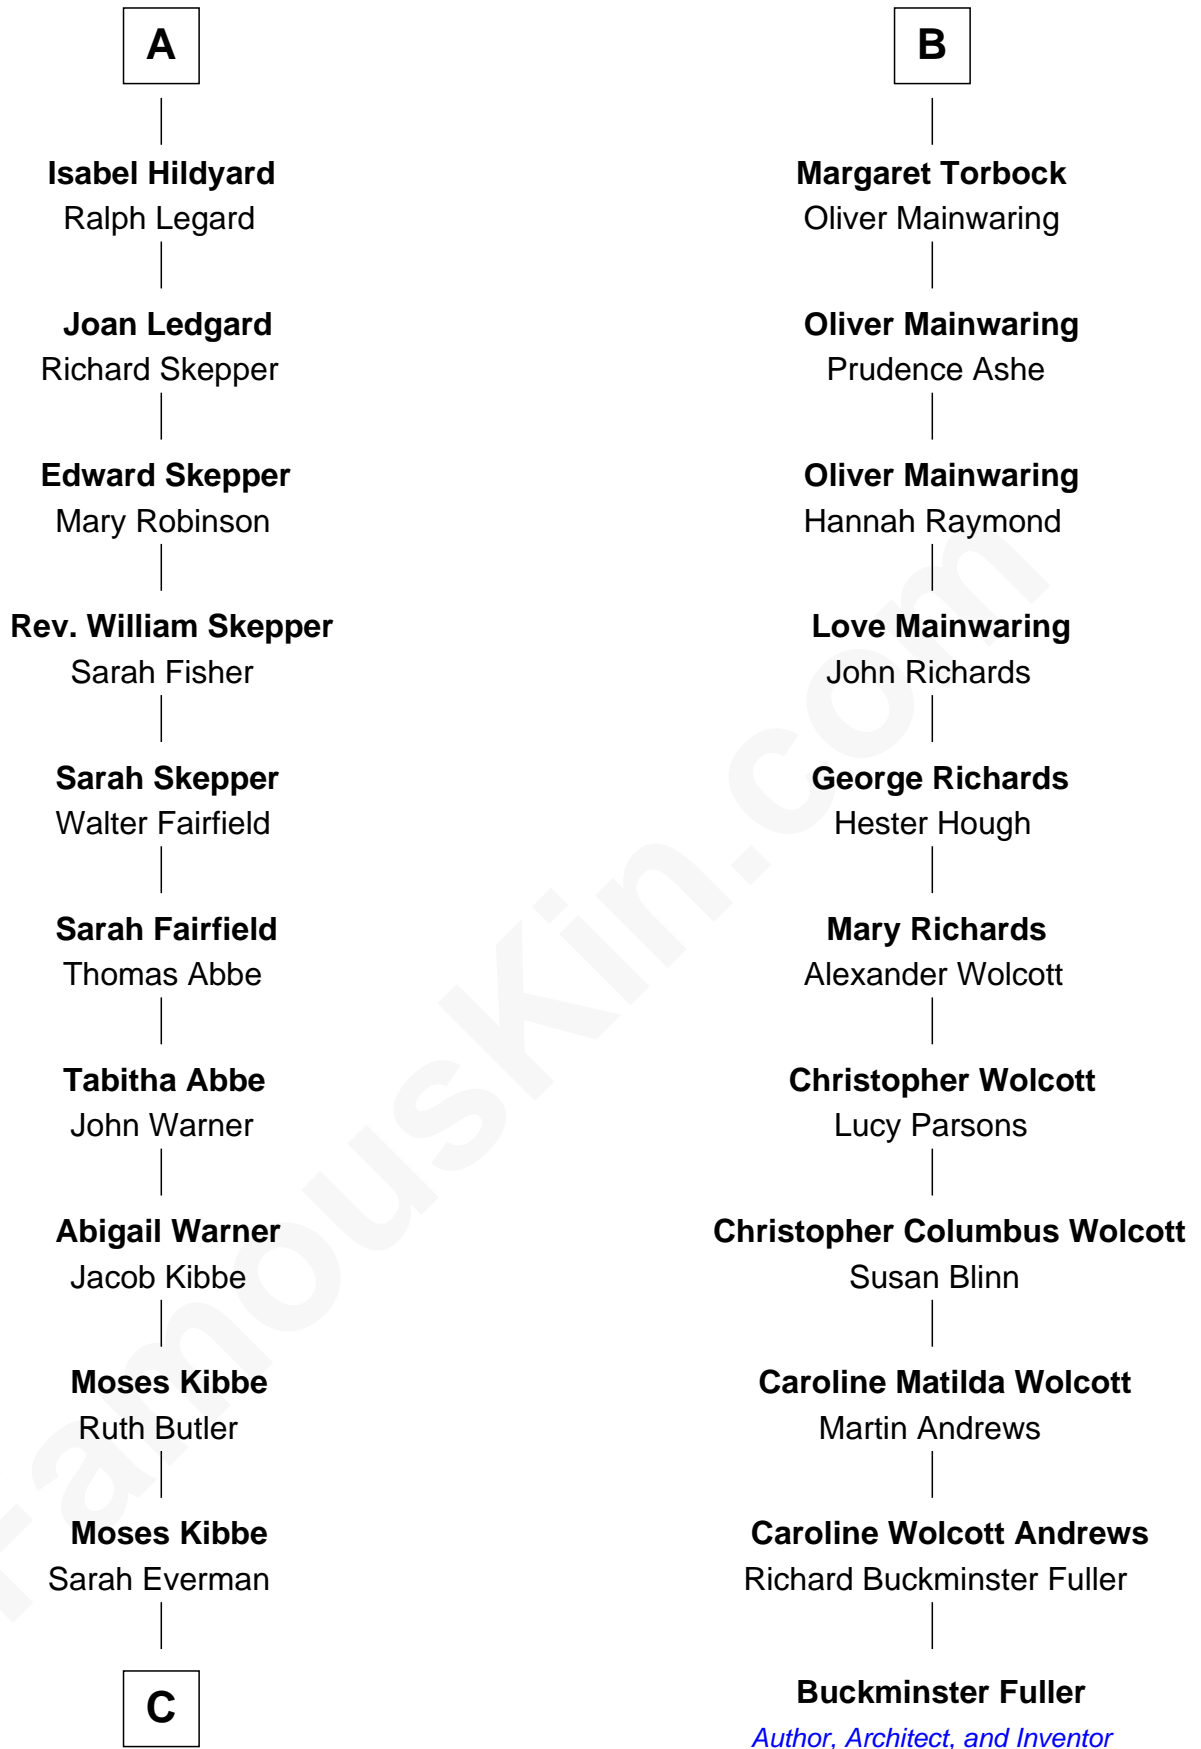 A
Isabel Hildyard
Ralph Legard
Joan Ledgard
Richard Skepper
Edward Skepper
Mary Robinson
Rev. William Skepper
Sarah Fisher
Sarah Skepper
Walter Fairfield
Sarah Fairfield
Thomas Abbe
Tabitha Abbe
John Warner
Abigail Warner
Jacob Kibbe
Moses Kibbe
Ruth Butler
Moses Kibbe
Sarah Everman
C
B
Margaret Torbock
Oliver Mainwaring
Oliver Mainwaring
Prudence Ashe
Oliver Mainwaring
Hannah Raymond
Love Mainwaring
John Richards
George Richards
Hester Hough
Mary Richards
Alexander Wolcott
Christopher Wolcott
Lucy Parsons
Christopher Columbus Wolcott
Susan Blinn
Caroline Matilda Wolcott
Martin Andrews
Caroline Wolcott Andrews
Richard Buckminster Fuller
Buckminster Fuller
Author, Architect, and Inventor
FamousKin.com